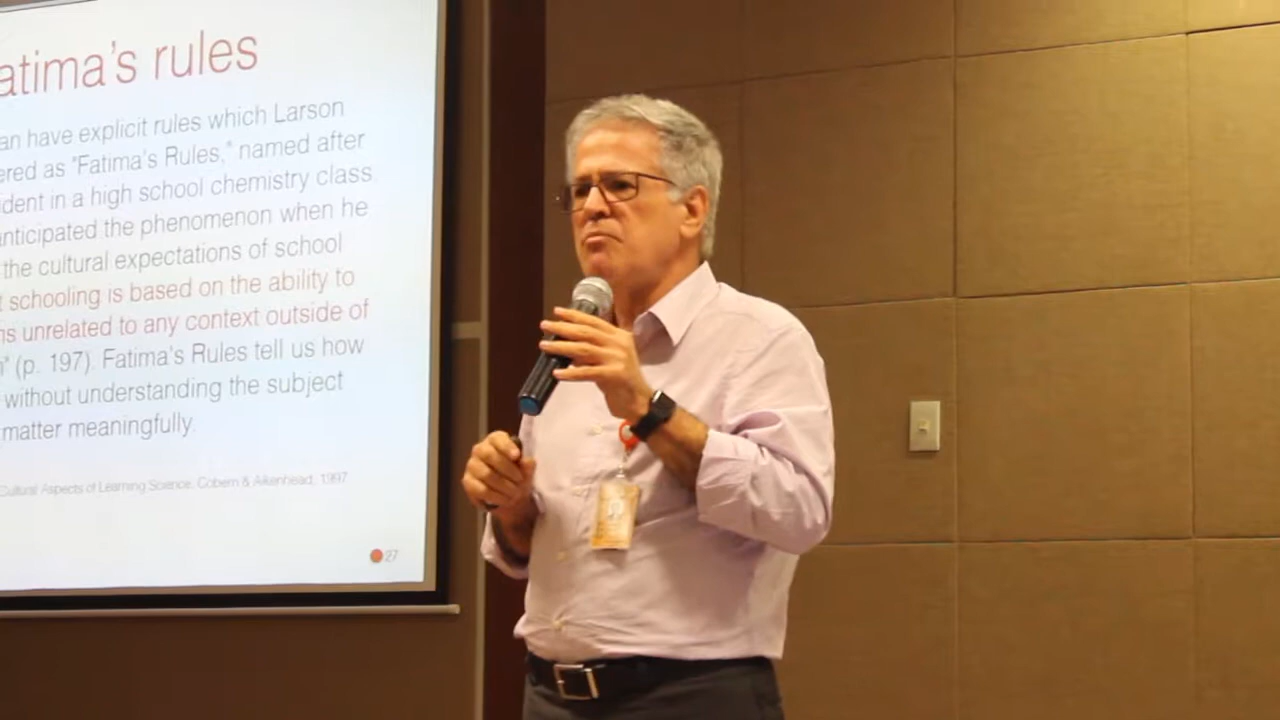 atima's rules
an have explicit rules which Larson
ered as "Fatima's Rules," named after
ident in a high school chemistry class
anticipated the phenomenon when he
the cultural expectations of school
t schooling is based on the ability to
ns unrelated to any context outside of
(p. 197). Fatima's Rules tell us how
without understanding the subject
matter meaningfully.
Cultural Aspects of Learning Science, Cobern & Aikenhead, 1997
27